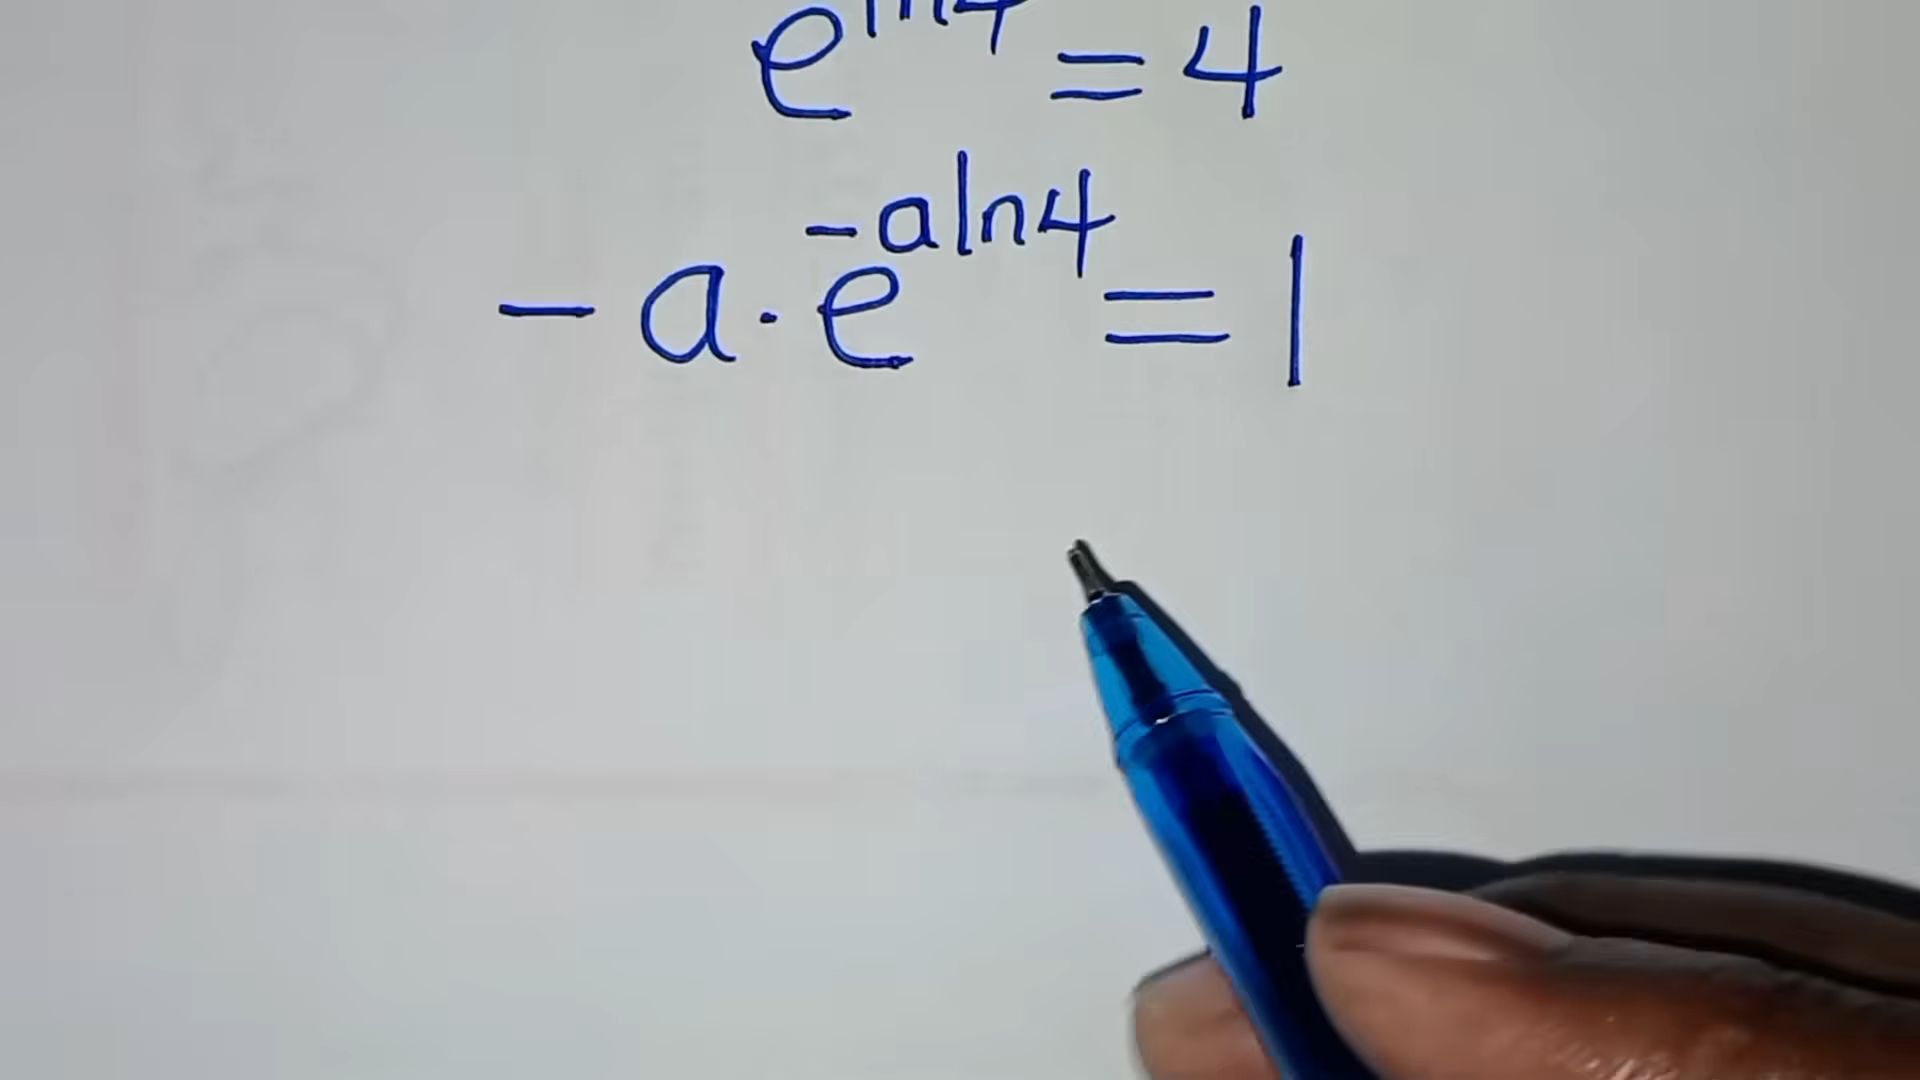 e^ln4 = 4
-a·e^-aln4 = 1